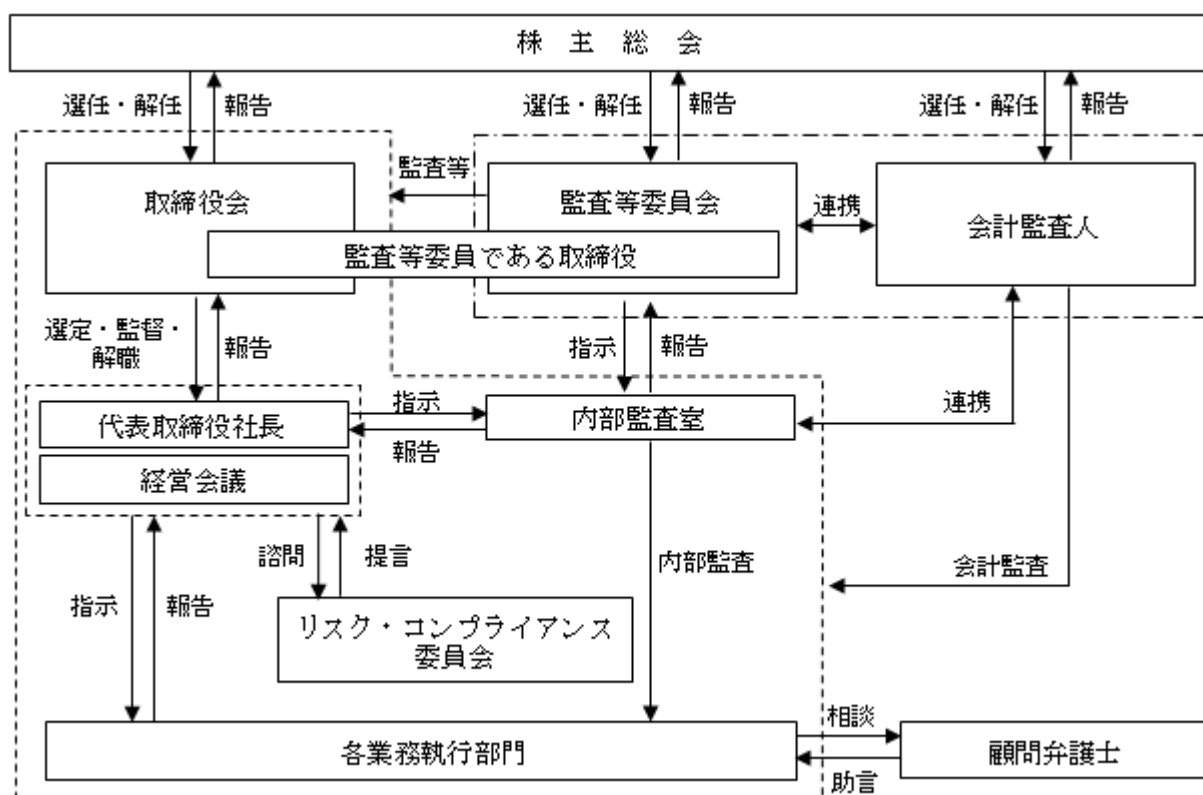 株主総会
選任・解任
報告
選任・解任
報告
選任・解任
報告
取締役会
監査等
監査等委員会
連携
会計監査人
監査等委員である取締役
選定・監督・
解職
報告
指示
報告
代表取締役社長
指示
報告
内部監査室
連携
経営会議
諮問
提言
内部監査
会計監査
指示
報告
リスク・コンプライアンス
委員会
各業務執行部門
相談
助言
顧問弁護士